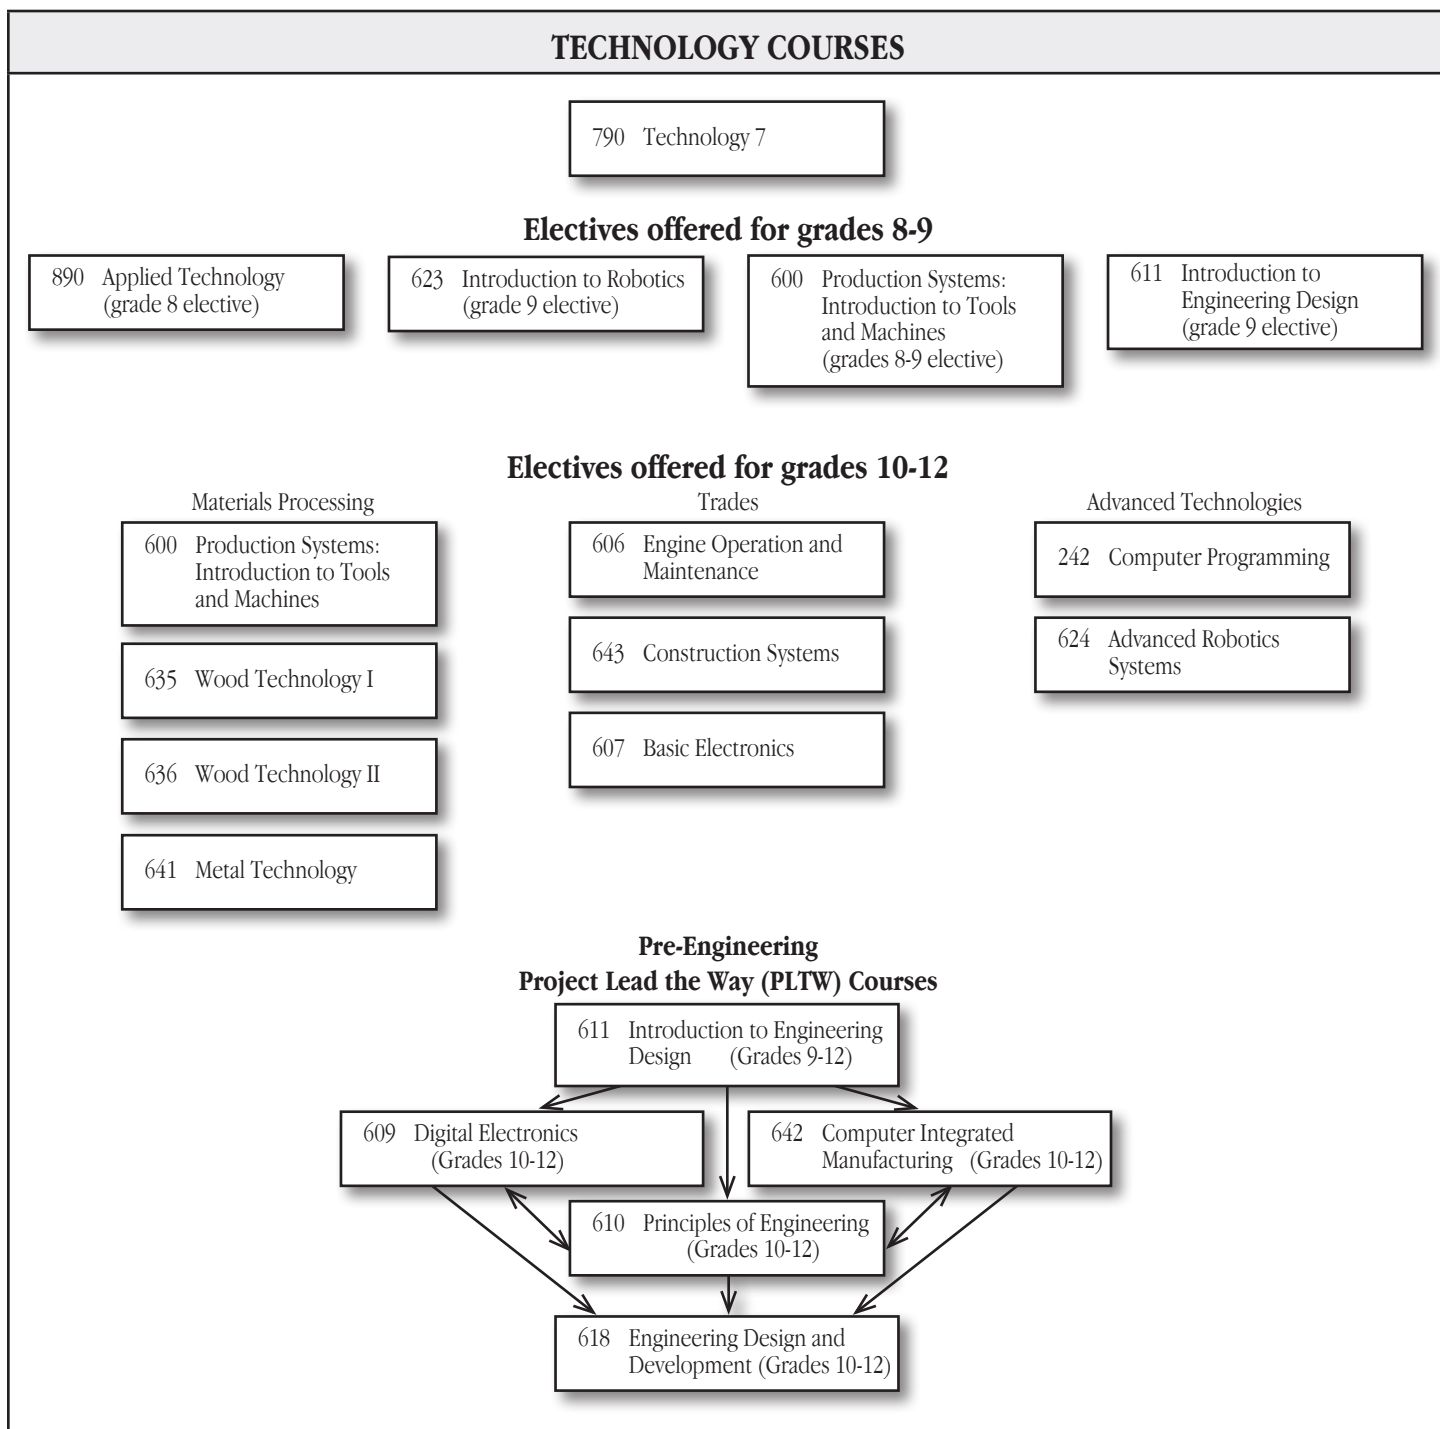 TECHNOLOGY COURSES
790 Technology 7
Electives offered for grades 8-9
890 Applied Technology
(grade 8 elective)
623 Introduction to Robotics
(grade 9 elective)
600 Production Systems:
Introduction to Tools
and Machines
(grades 8-9 elective)
611 Introduction to
Engineering Design
(grade 9 elective)
Electives offered for grades 10-12
Materials Processing
600 Production Systems:
Introduction to Tools
and Machines
635 Wood Technology I
636 Wood Technology II
641 Metal Technology
Trades
606 Engine Operation and
Maintenance
643 Construction Systems
607 Basic Electronics
Advanced Technologies
242 Computer Programming
624 Advanced Robotics
Systems
Pre-Engineering
Project Lead the Way (PLTW) Courses
611 Introduction to Engineering
Design (Grades 9-12)
609 Digital Electronics
(Grades 10-12)
642 Computer Integrated
Manufacturing (Grades 10-12)
610 Principles of Engineering
(Grades 10-12)
618 Engineering Design and
Development (Grades 10-12)